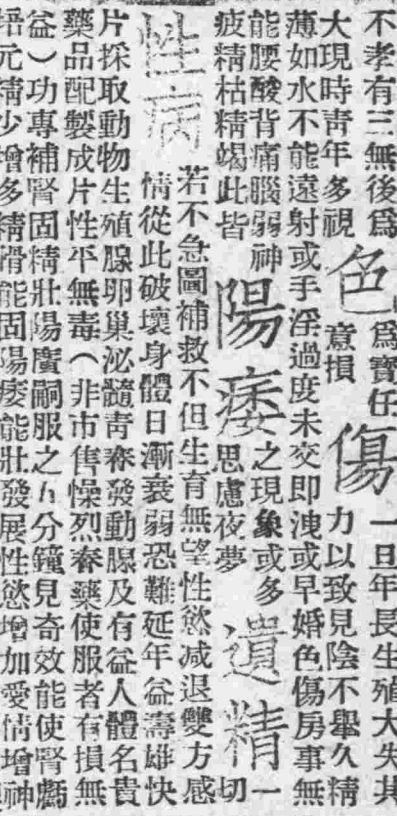 不孝有三無後爲
大現時靑年多視
色
爲寶任
意損
傷
一旦年長生殖大失其
力以致見陰不舉久精
薄如水不能遠射或手淫過度未交即洩或早婚色傷房事無
能腰酸背痛腦弱神
疲精枯精竭此皆
陽痿
之現象或多
思慮夜夢
遺精
一
切
性病
若不急圖補救不但生育無望性慾减退雙方感
情從此破壞身體日漸衰弱恐難延年益壽雄快
片採取動物生殖腺卵巢泌髓靑春發動腺及有益人體名貴
藥品配製成片性平無毒(非市售燥烈春藥使服者有損無
益)功專補腎固精壯陽廣嗣服之八分鐘見奇效能使腎虧
培元精少增多精滑能固陽痿能壯發展性慾增加愛情增神